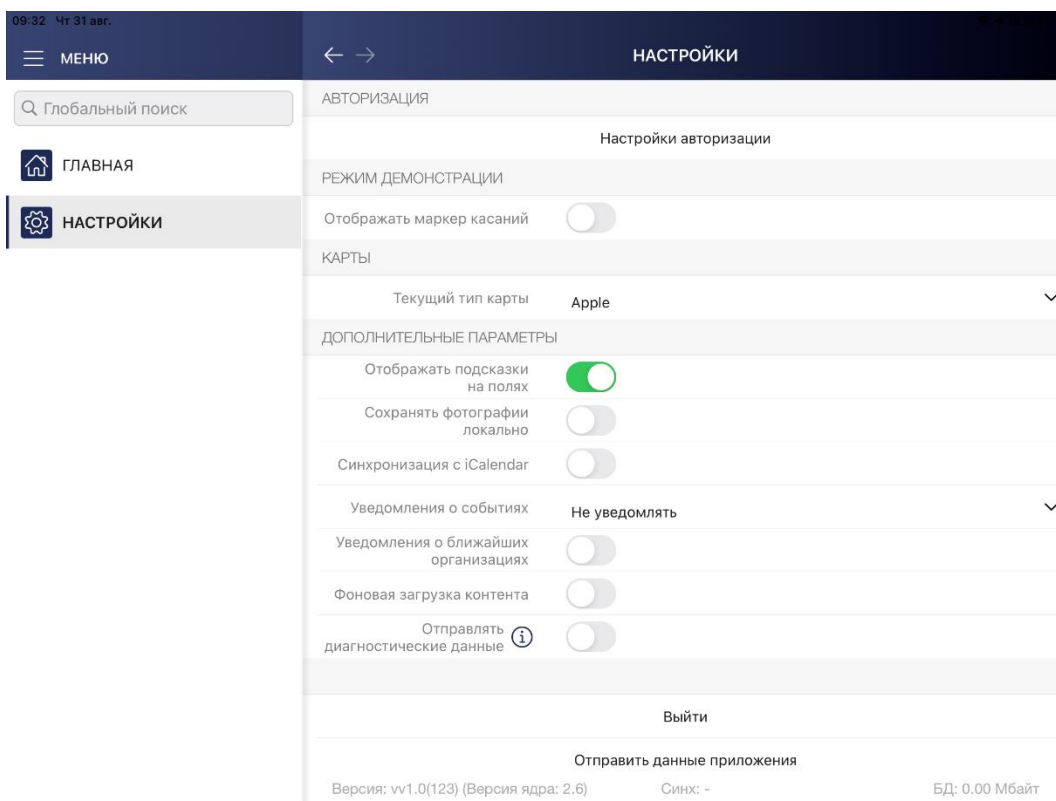 09:32 Чт 31 авг.
МЕНЮ
НАСТРОЙКИ
Глобальный поиск
ГЛАВНАЯ
НАСТРОЙКИ
АВТОРИЗАЦИЯ
Настройки авторизации
РЕЖИМ ДЕМОНСТРАЦИИ
Отображать маркер касаний
КАРТЫ
Текущий тип карты Apple
ДОПОЛНИТЕЛЬНЫЕ ПАРАМЕТРЫ
Отображать подсказки
на полях
Сохранять фотографии
локально
Синхронизация с iCalendar
Уведомления о событиях Не уведомлять
Уведомления о ближайших
организациях
Фоновая загрузка контента
Отправлять
диагностические данные
Выйти
Отправить данные приложения
Версия: vv1.0(123) (Версия ядра: 2.6) Синх: - БД: 0.00 Мбайт